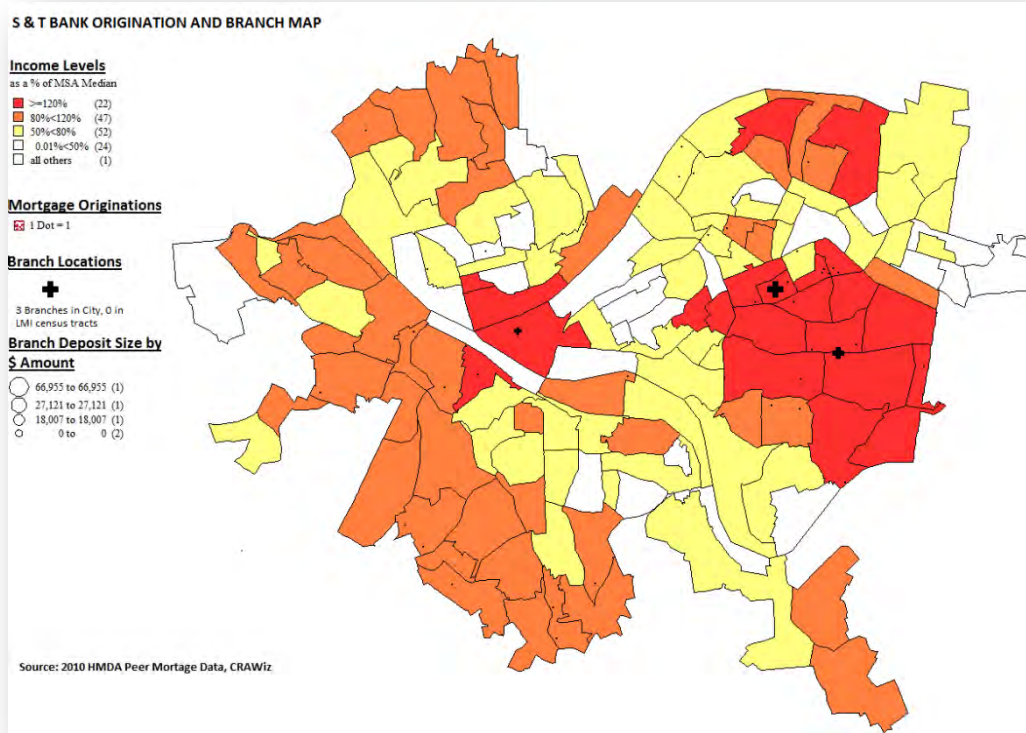 S & T BANK ORIGINATION AND BRANCH MAP
Income Levels
as a % of MSA Median
>=120% (22)
80%<120% (47)
50%<80% (52)
0.01%<50% (24)
all others (1)
Mortgage Originations
1 Dot = 1
Branch Locations
3 Branches in City, 0 in
LMI census tracts
Branch Deposit Size by
$ Amount
66,955 to 66,955 (1)
27,121 to 27,121 (1)
18,007 to 18,007 (1)
0 to 0 (2)
Source: 2010 HMDA Peer Mortage Data, CRAWiz